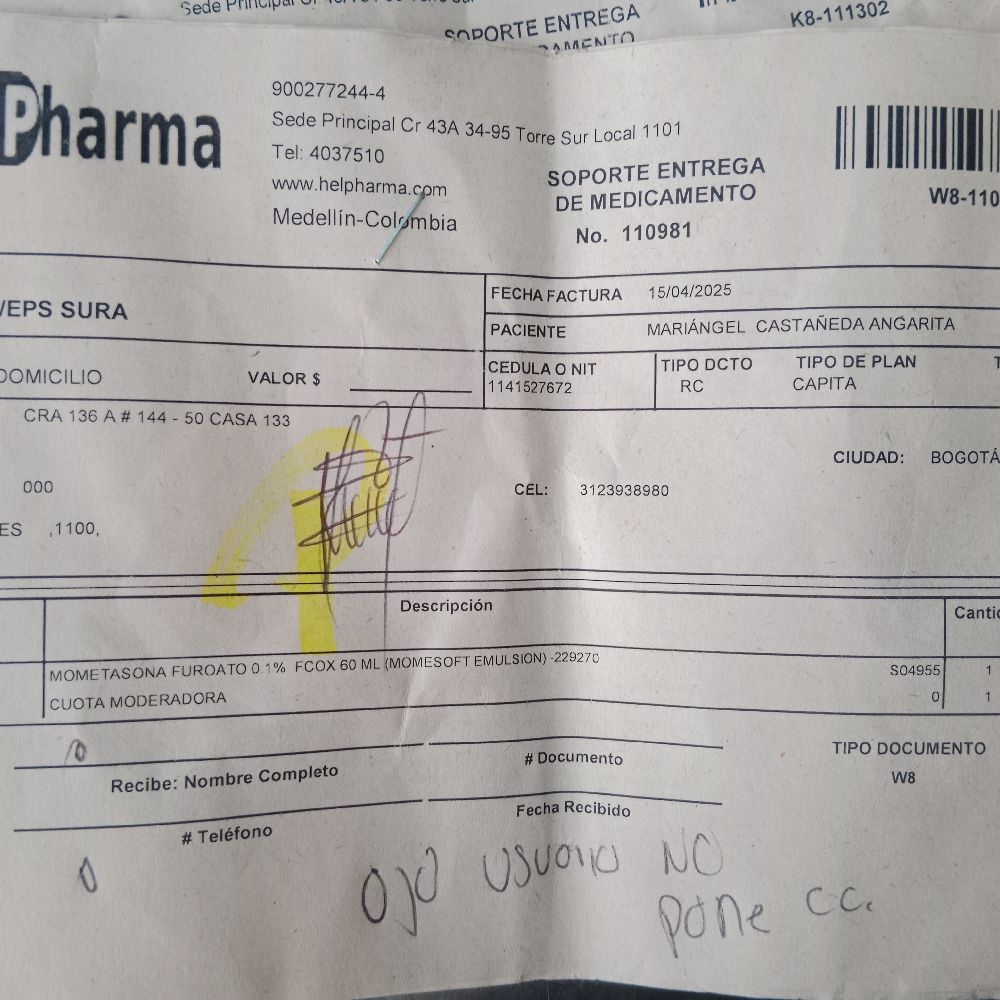 Sede Principal
SOPORTE ENTREGA
K8-111302
Pharma
900277244-4
Sede Principal Cr 43A 34-95 Torre Sur Local 1101
Tel: 4037510
www.helpharma.com
Medellín-Colombia
SOPORTE ENTREGA
DE MEDICAMENTO
No. 110981
W8-110
/EPS SURA
FECHA FACTURA 15/04/2025
PACIENTE MARIÁNGEL CASTAÑEDA ANGARITA
DOMICILIO VALOR $
CEDULA O NIT
1141527672
TIPO DCTO
RC
TIPO DE PLAN
CAPITA
CRA 136 A # 144 - 50 CASA 133
CIUDAD: BOGOTÁ
000
CEL: 3123938980
ES ,1100,
Descripción
Cantid
MOMETASONA FUROATO 0.1% FCOX 60 ML (MOMESOFT EMULSION) -229270 S04955 1
CUOTA MODERADORA 0 1
Recibe: Nombre Completo
# Documento
TIPO DOCUMENTO
W8
# Teléfono
Fecha Recibido
OJO USUARIO NO
PONE CC.